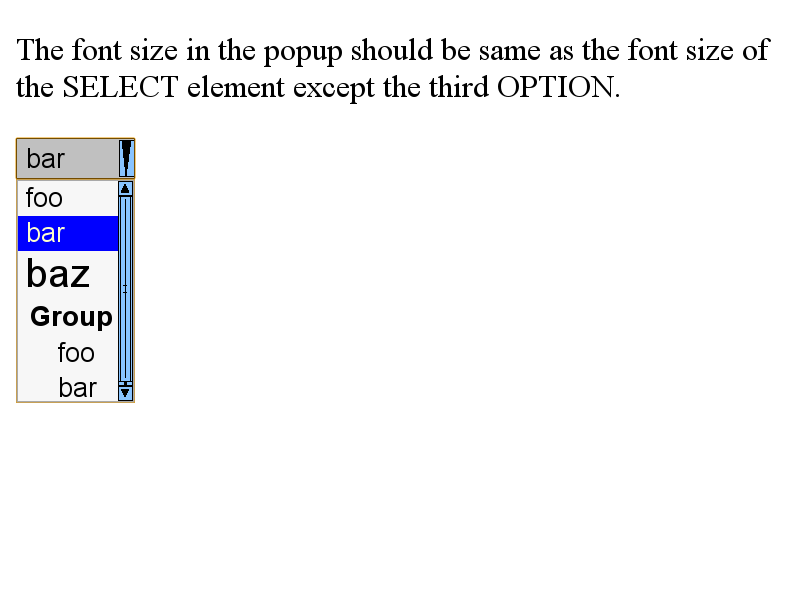 The font size in the popup should be same as the font size of
the SELECT element except the third OPTION.
bar
foo
bar
baz
Group
foo
bar